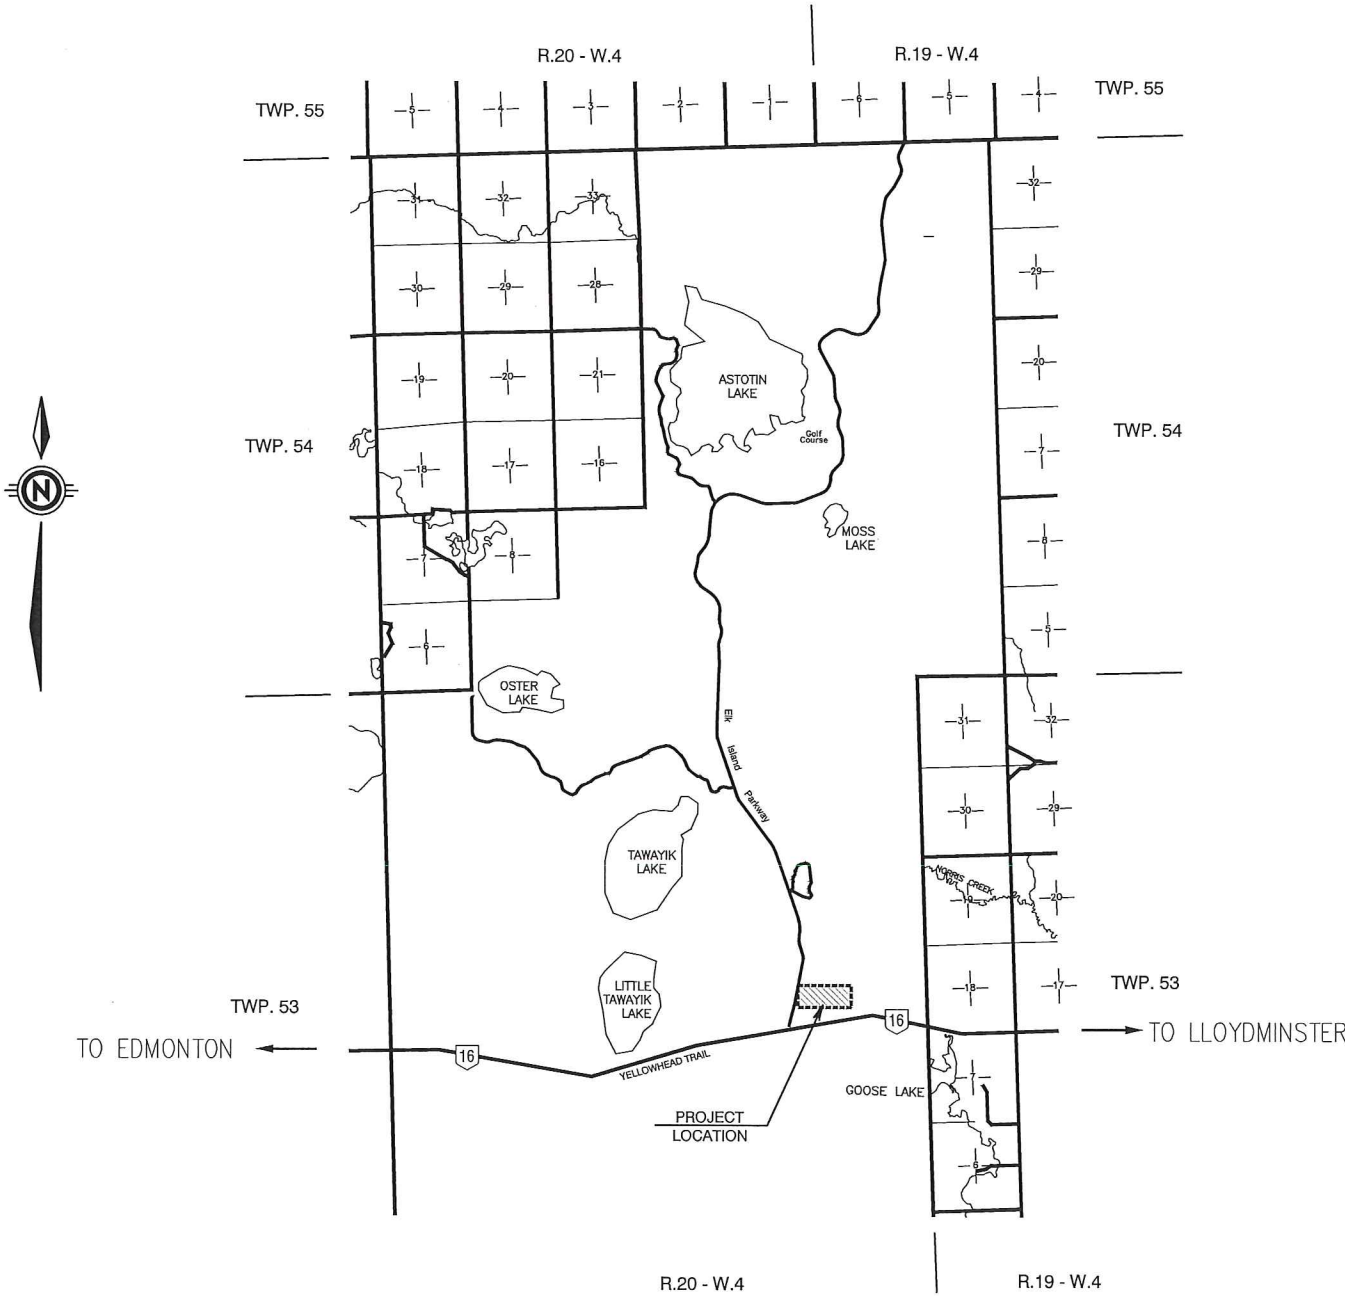 R.20 - W.4
R.19 - W.4
TWP. 55
5
4
3
2
1
6
5
4
TWP. 55
31
32
33
32
30
29
28
29
19
20
21
ASTOTIN
LAKE
20
TWP. 54
18
17
16
Golf
Course
7
TWP. 54
N
7
8
MOSS
LAKE
8
6
5
OSTER
LAKE
Elk
Island
Parkway
31
32
30
29
TAWAYIK
LAKE
NORRIS CREEK
19
20
LITTLE
TAWAYIK
LAKE
18
17
TWP. 53
TWP. 53
TO EDMONTON
16
YELLOWHEAD TRAIL
16
TO LLOYDMINSTER
GOOSE LAKE
7
PROJECT
LOCATION
6
R.20 - W.4
R.19 - W.4